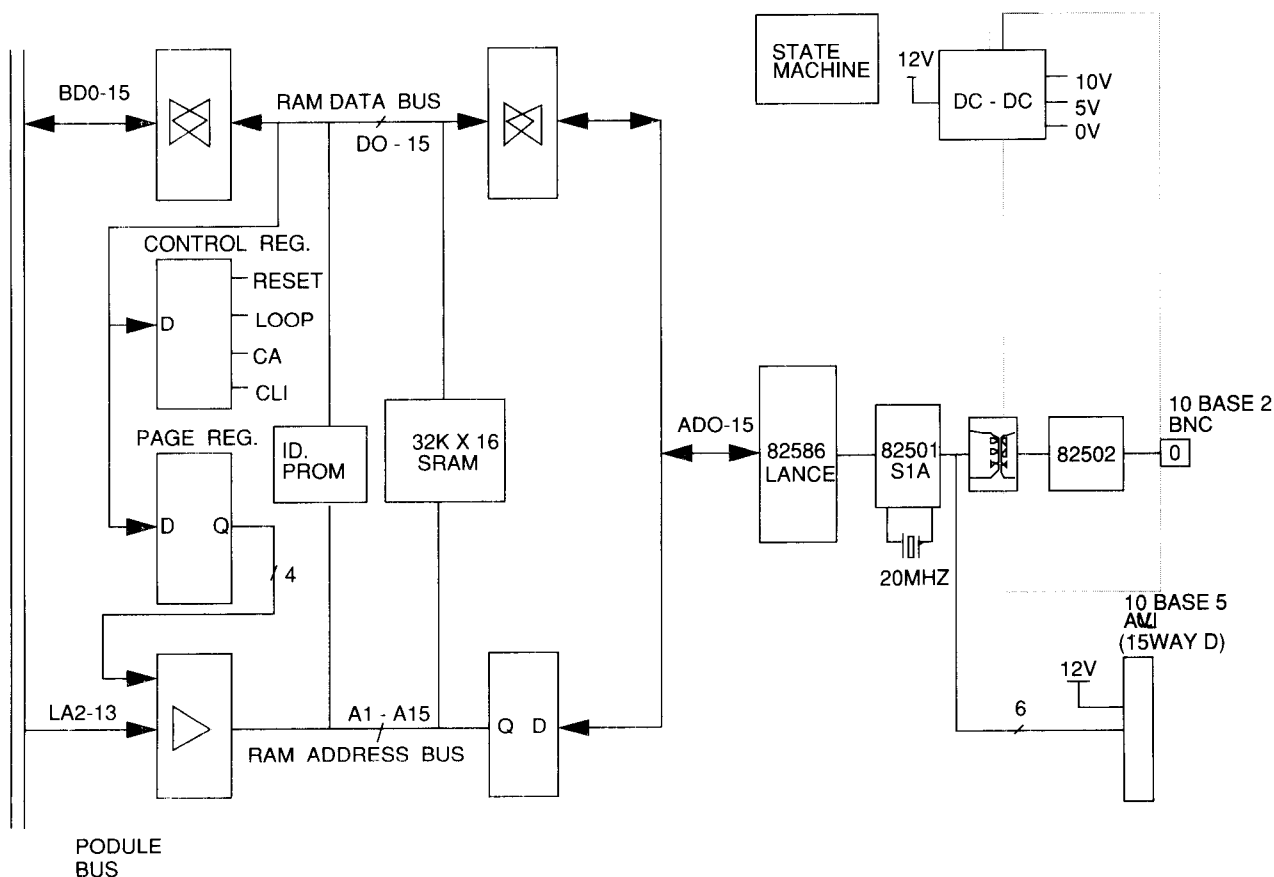 STATE
MACHINE
12V
DC - DC
10V
5V
0V
BD0-15
RAM DATA BUS
DO - 15
CONTROL REG.
D
RESET
LOOP
CA
CLI
PAGE REG.
D Q
4
ID.
PROM
32K X 16
SRAM
ADO-15
82586
LANCE
82501
S1A
20MHZ
82502
10 BASE 2
BNC
0
10 BASE 5
(15WAY D)
12V
6
LA2-13
A1 - A15
RAM ADDRESS BUS
Q D
PODULE
BUS